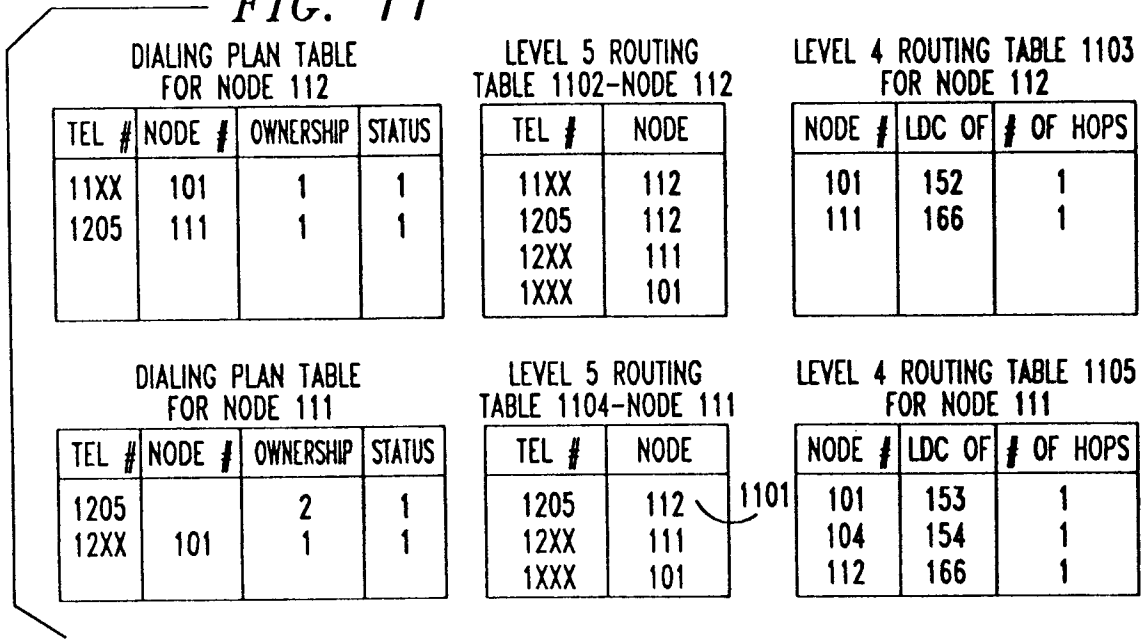 FIG. 11
DIALING PLAN TABLE
FOR NODE 112
TEL # NODE # OWNERSHIP STATUS
11XX 101 1 1
1205 111 1 1
LEVEL 5 ROUTING
TABLE 1102-NODE 112
TEL # NODE
11XX 112
1205 112
12XX 111
1XXX 101
LEVEL 4 ROUTING TABLE 1103
FOR NODE 112
NODE # LDC OF # OF HOPS
101 152 1
111 166 1
DIALING PLAN TABLE
FOR NODE 111
TEL # NODE # OWNERSHIP STATUS
1205 2 1
12XX 101 1 1
LEVEL 5 ROUTING
TABLE 1104-NODE 111
TEL # NODE
1205 112
12XX 111
1XXX 101
1101
LEVEL 4 ROUTING TABLE 1105
FOR NODE 111
NODE # LDC OF # OF HOPS
101 153 1
104 154 1
112 166 1